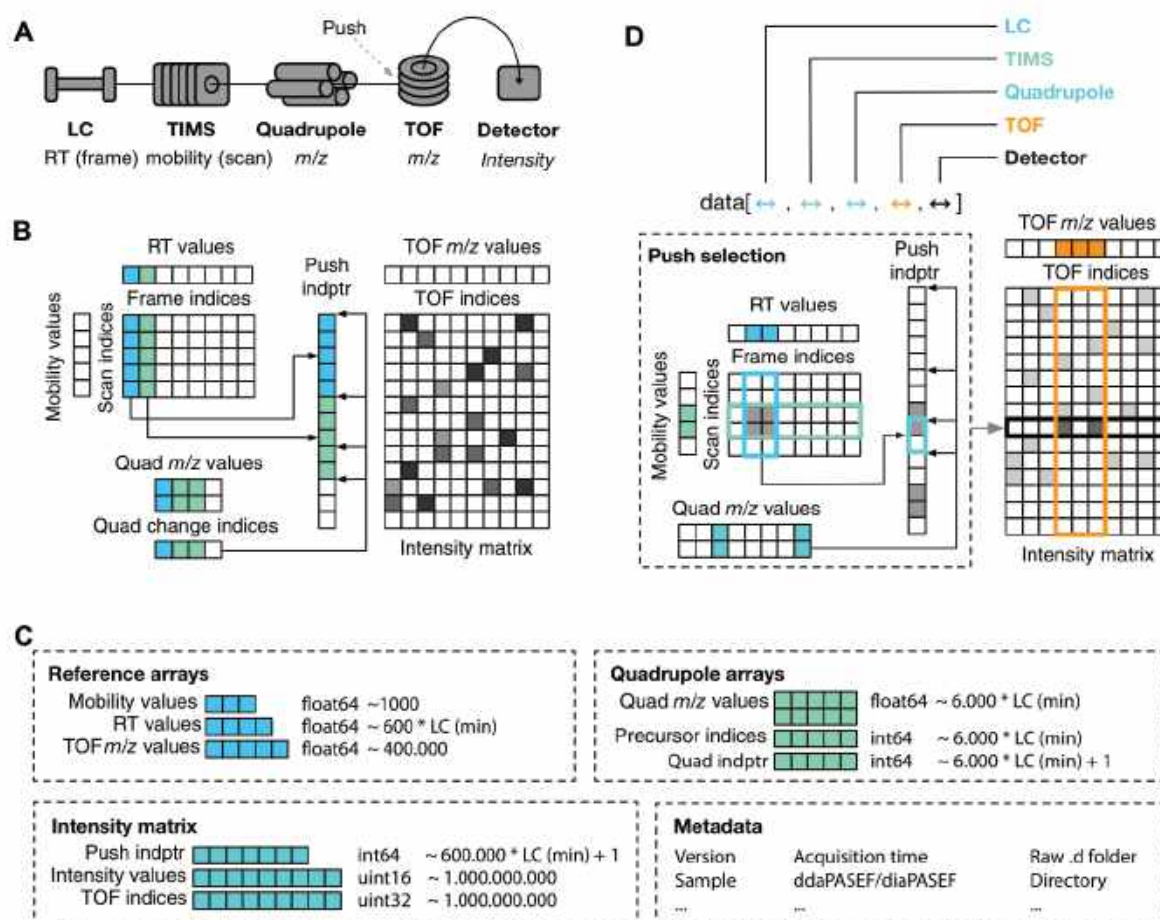 A
Push
LC
TIMS
Quadrupole
TOF
Detector
RT (frame)
mobility (scan)
m/z
m/z
Intensity
B
RT values
Frame indices
Mobility values
Scan indices
Push
indptr
TOF m/z values
TOF indices
Quad m/z values
Quad change indices
Intensity matrix
D
LC
TIMS
Quadrupole
TOF
Detector
data[↔ , ↔ , ↔ , ↔ , ↔]
Push selection
Push
indptr
RT values
Frame indices
Mobility values
Scan indices
Quad m/z values
TOF m/z values
TOF indices
Intensity matrix
C
Reference arrays
Mobility values float64 ~1000
RT values float64 ~600 * LC (min)
TOF m/z values float64 ~ 400.000
Quadrupole arrays
Quad m/z values float64 ~ 6.000 * LC (min)
Precursor indices int64 ~ 6.000 * LC (min)
Quad indptr int64 ~ 6.000 * LC (min) + 1
Intensity matrix
Push indptr int64 ~ 600.000 * LC (min) + 1
Intensity values uint16 ~ 1.000.000.000
TOF indices uint32 ~ 1.000.000.000
Metadata
Version Acquisition time Raw .d folder
Sample ddaPASEF/diaPASEF Directory
... ... ...